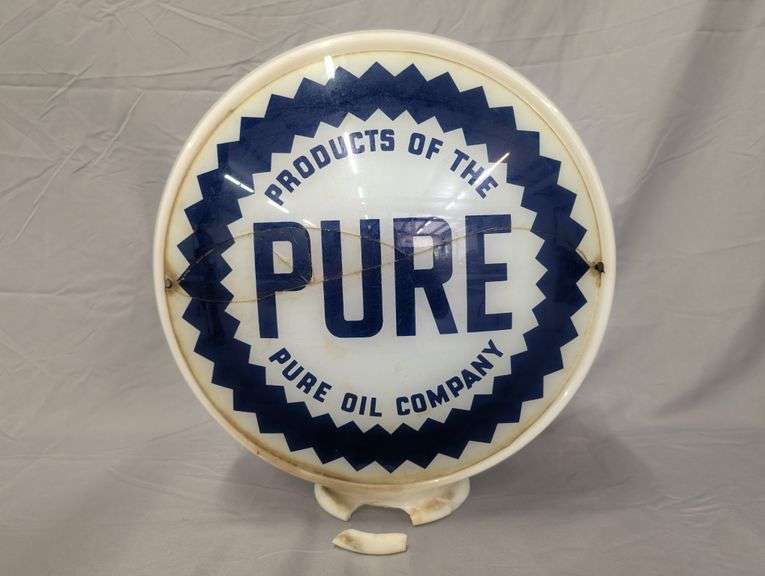 PRODUCTS OF THE
PURE
PURE OIL COMPANY